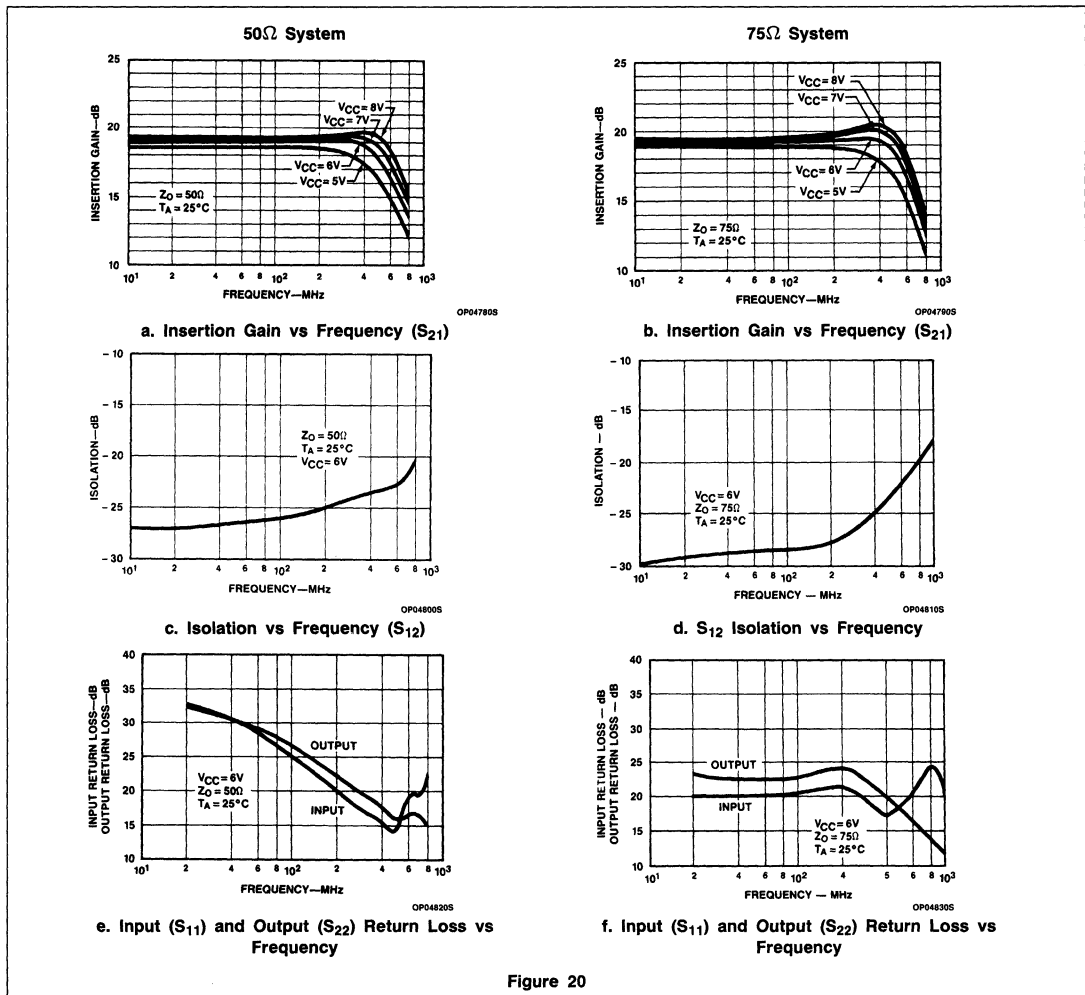 50Ω System
75Ω System
INSERTION GAIN—dB
25
20
15
10
VCC = 8V
VCC = 7V
VCC = 6V
VCC = 5V
ZO = 50Ω
TA = 25°C
10¹ 2 4 6 8 10² 2 4 6 8 10³
FREQUENCY—MHz
OP04780S
a. Insertion Gain vs Frequency (S21)
INSERTION GAIN—dB
25
20
15
10
VCC = 8V
VCC = 7V
VCC = 6V
VCC = 5V
ZO = 75Ω
TA = 25°C
10¹ 2 4 6 8 10² 2 4 6 8 10³
FREQUENCY—MHz
OP04790S
b. Insertion Gain vs Frequency (S21)
ISOLATION—dB
- 10
- 15
- 20
- 25
- 30
ZO = 50Ω
TA = 25°C
VCC = 6V
10¹ 2 4 6 8 10² 2 4 6 8 10³
FREQUENCY—MHz
OP04800S
c. Isolation vs Frequency (S12)
ISOLATION — dB
- 10
- 15
- 20
- 25
- 30
VCC = 6V
ZO = 75Ω
TA = 25°C
10¹ 2 4 6 8 10² 2 4 6 8 10³
FREQUENCY — MHz
OP04810S
d. S12 Isolation vs Frequency
INPUT RETURN LOSS—dB
OUTPUT RETURN LOSS—dB
40
35
30
25
20
15
10
OUTPUT
INPUT
VCC = 6V
ZO = 50Ω
TA = 25°C
10¹ 2 4 6 8 10² 2 4 6 8 10³
FREQUENCY—MHz
OP04820S
e. Input (S11) and Output (S22) Return Loss vs
Frequency
INPUT RETURN LOSS — dB
OUTPUT RETURN LOSS — dB
40
35
30
25
20
15
10
OUTPUT
INPUT
VCC = 6V
ZO = 75Ω
TA = 25°C
10¹ 2 4 6 8 10² 2 4 5 6 8 10³
FREQUENCY — MHz
OP04830S
f. Input (S11) and Output (S22) Return Loss vs
Frequency
Figure 20